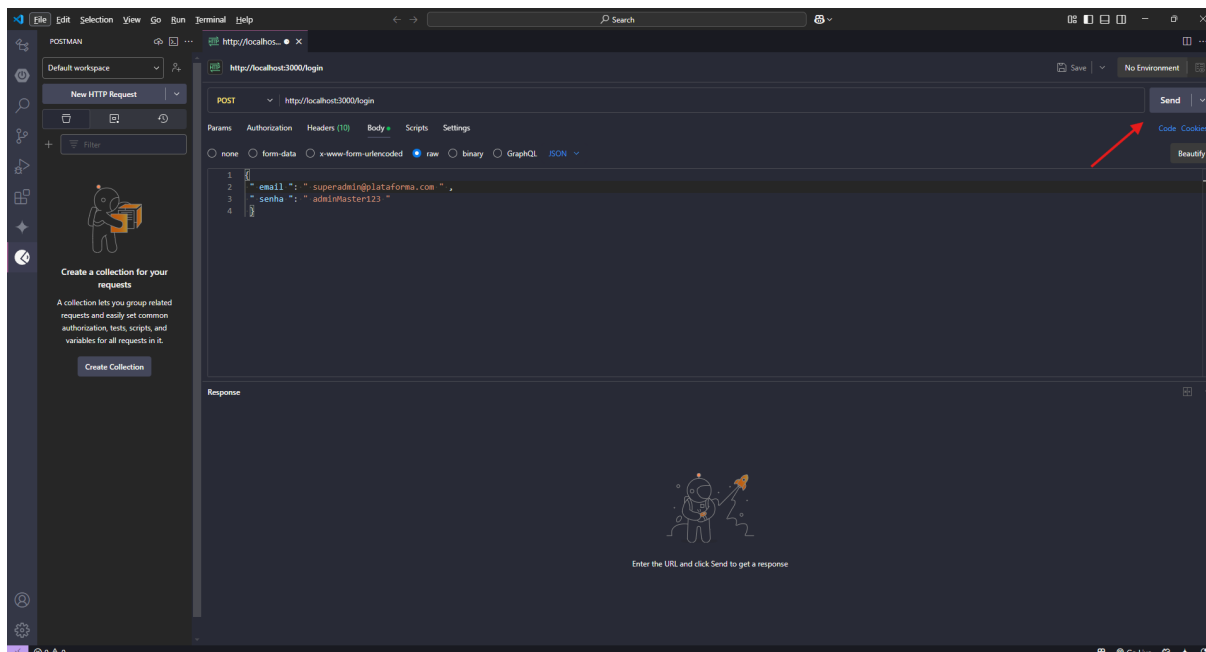 File Edit Selection View Go Run Terminal Help
Search
POSTMAN
http://localhos...
Default workspace
http://localhost:3000/login
Save
No Environment
New HTTP Request
POST
http://localhost:3000/login
Send
Filter
Params Authorization Headers (10) Body Scripts Settings
Code Cookies
none form-data x-www-form-urlencoded raw binary GraphQL JSON
Beautify
1 {
2 " email ": " superadmin@plataforma.com " ,
3 " senha ": " adminMaster123 "
4 }
Create a collection for your
requests
A collection lets you group related
requests and easily set common
authorization, tests, scripts, and
variables for all requests in it.
Create Collection
Response
Enter the URL and click Send to get a response